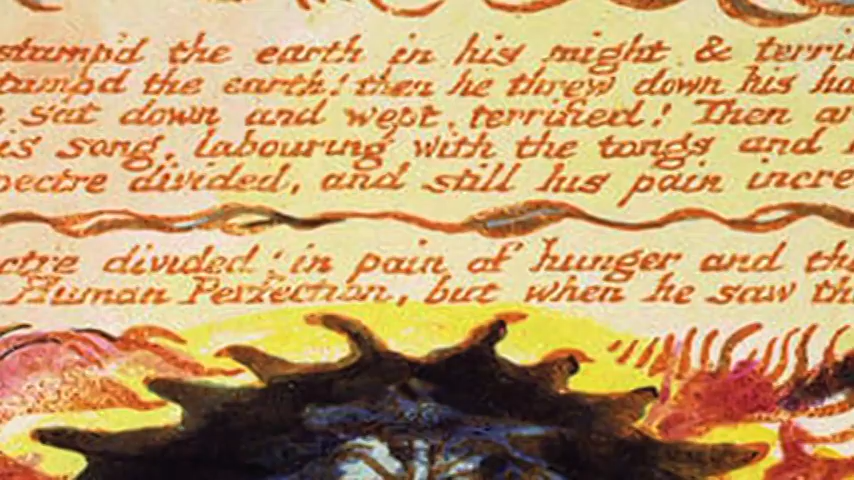 stamp'd the earth in his might & terri
tamp'd the earth! then he threw down his ha
sat down and wept, terrified! Then ar
is song, labouring with the tongs and
pectre divided, and still his pain incre
ctre divided: in pain of hunger and th
Human Perfection, but when he saw th